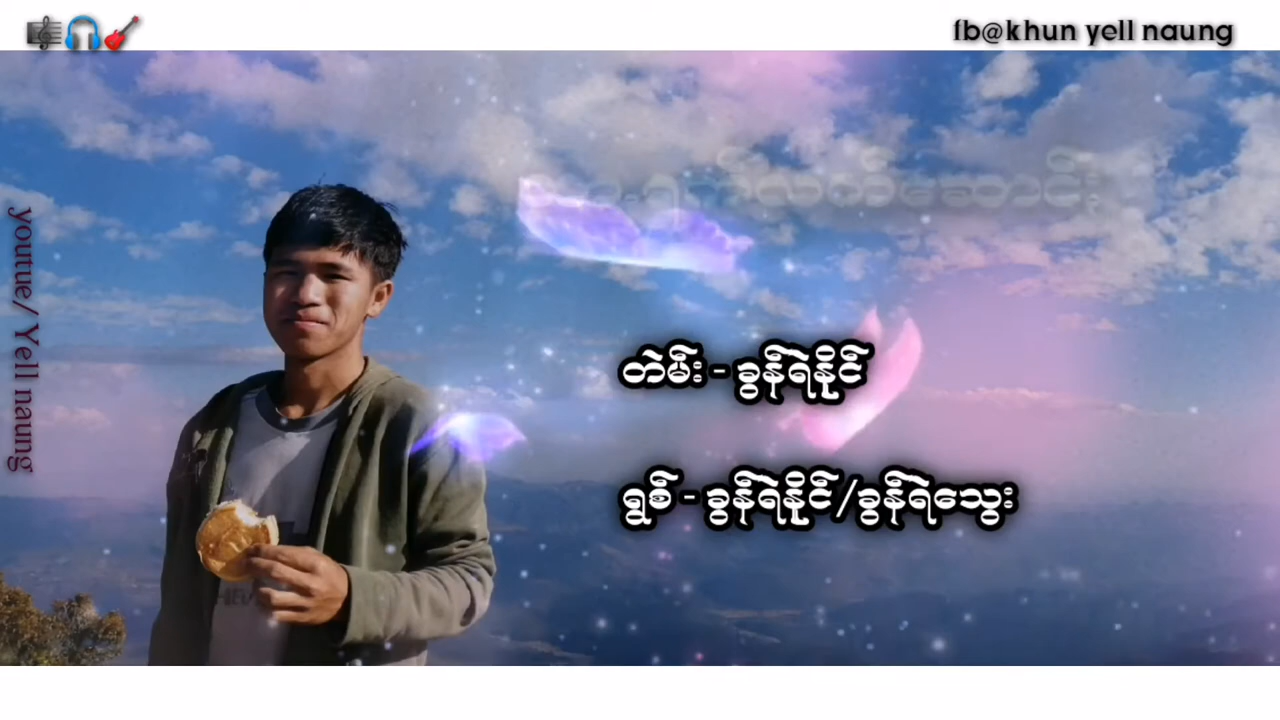 fb@khun yell naung
youtue/ Yell naung
တဲမ်း - ခွန်ရဲနိုင်
ရွစ် - ခွန်ရဲနိုင်/ခွန်ရဲသွေး